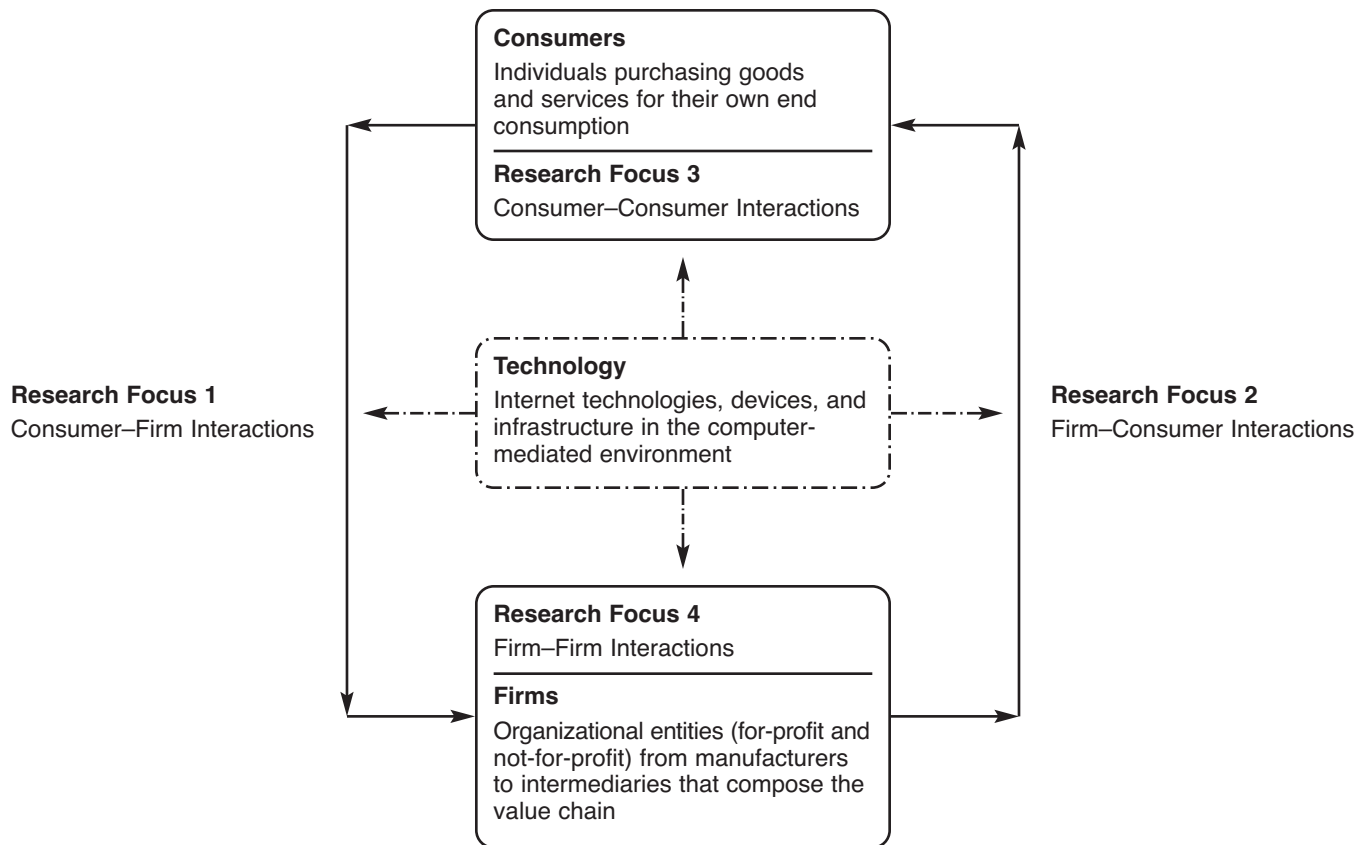 Consumers
Individuals purchasing goods
and services for their own end
consumption
Research Focus 3
Consumer–Consumer Interactions
Technology
Internet technologies, devices, and
infrastructure in the computer-
mediated environment
Research Focus 1
Consumer–Firm Interactions
Research Focus 2
Firm–Consumer Interactions
Research Focus 4
Firm–Firm Interactions
Firms
Organizational entities (for-profit and
not-for-profit) from manufacturers
to intermediaries that compose the
value chain